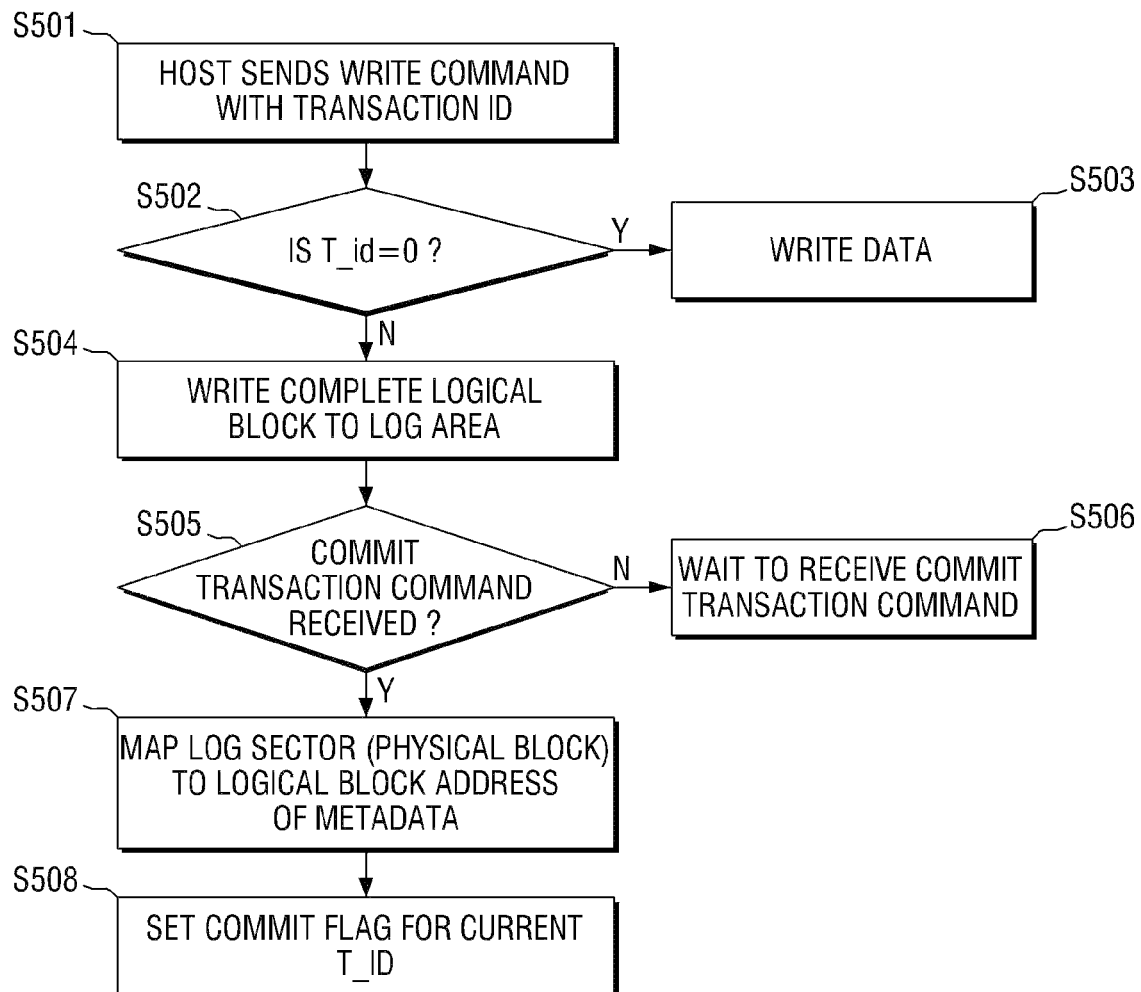 S501
HOST SENDS WRITE COMMAND
WITH TRANSACTION ID
S502
IS T_id=0 ?
Y
S503
WRITE DATA
N
S504
WRITE COMPLETE LOGICAL
BLOCK TO LOG AREA
S505
COMMIT
TRANSACTION COMMAND
RECEIVED ?
N
S506
WAIT TO RECEIVE COMMIT
TRANSACTION COMMAND
Y
S507
MAP LOG SECTOR (PHYSICAL BLOCK)
TO LOGICAL BLOCK ADDRESS
OF METADATA
S508
SET COMMIT FLAG FOR CURRENT
T_ID